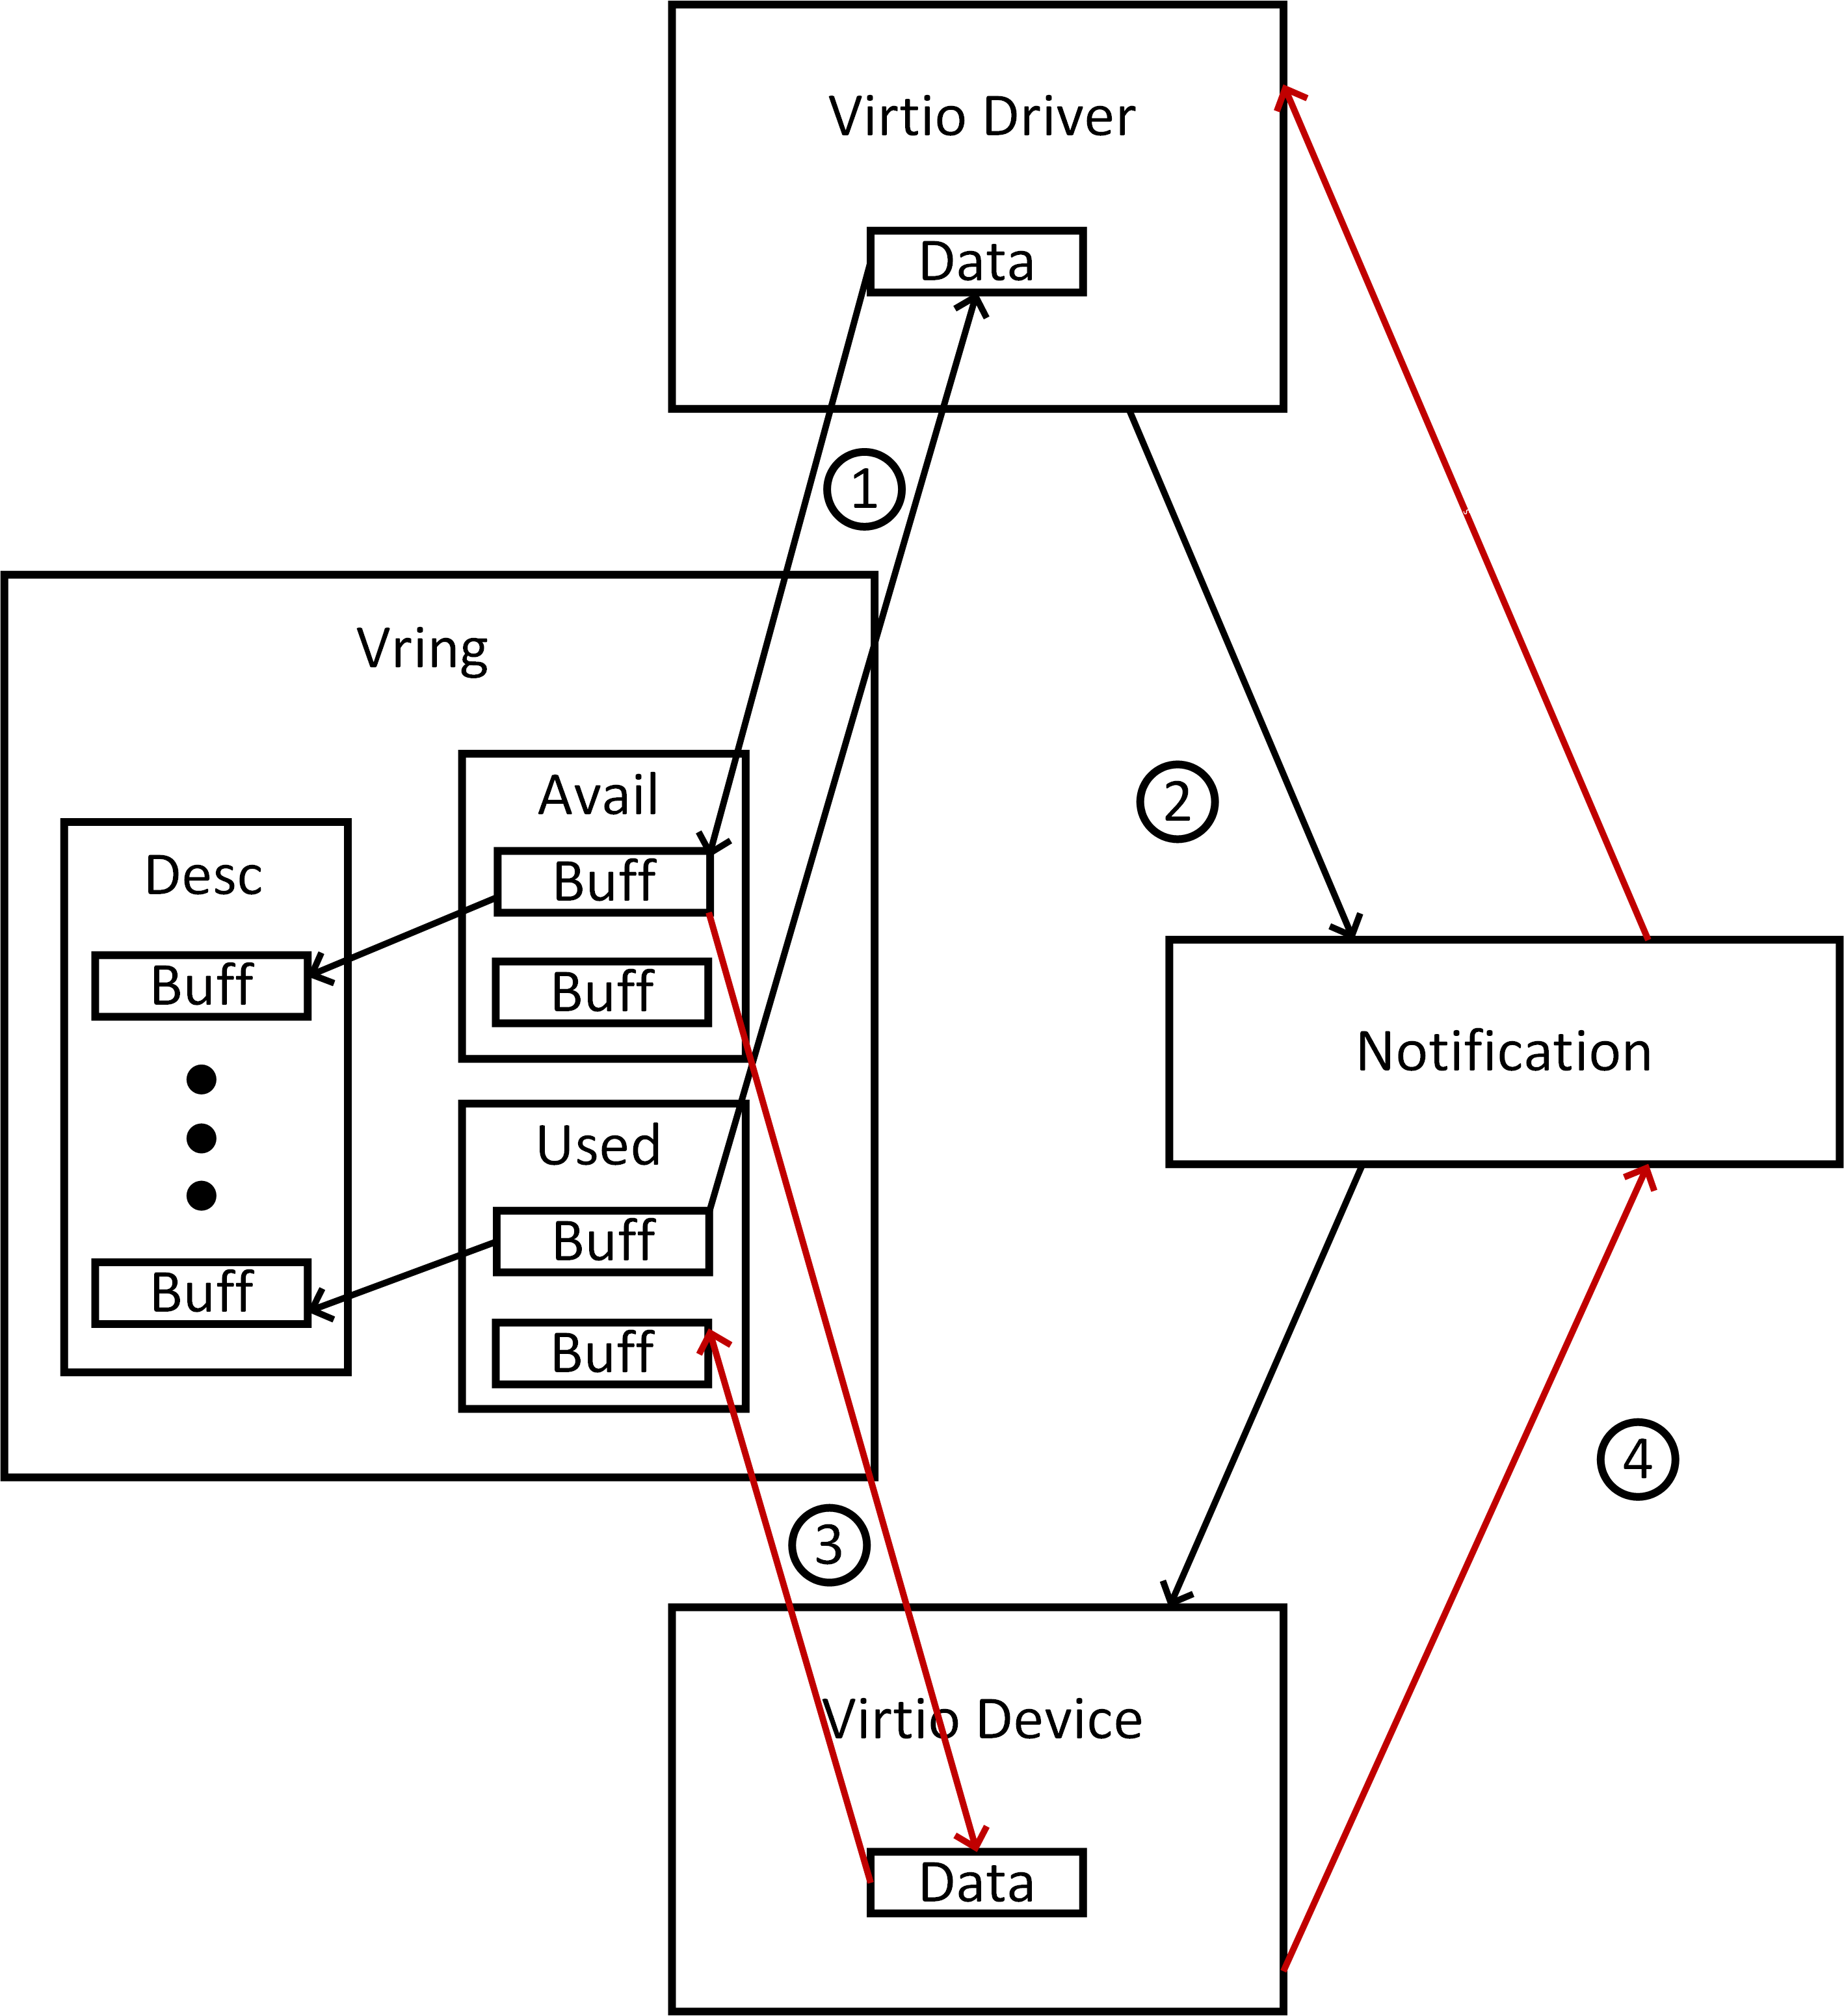 Virtio Driver
Data
1
Vring
2
Avail
Desc
Buff
Buff
Buff
Notification
Used
Buff
Buff
Buff
4
3
Virtio Device
Data